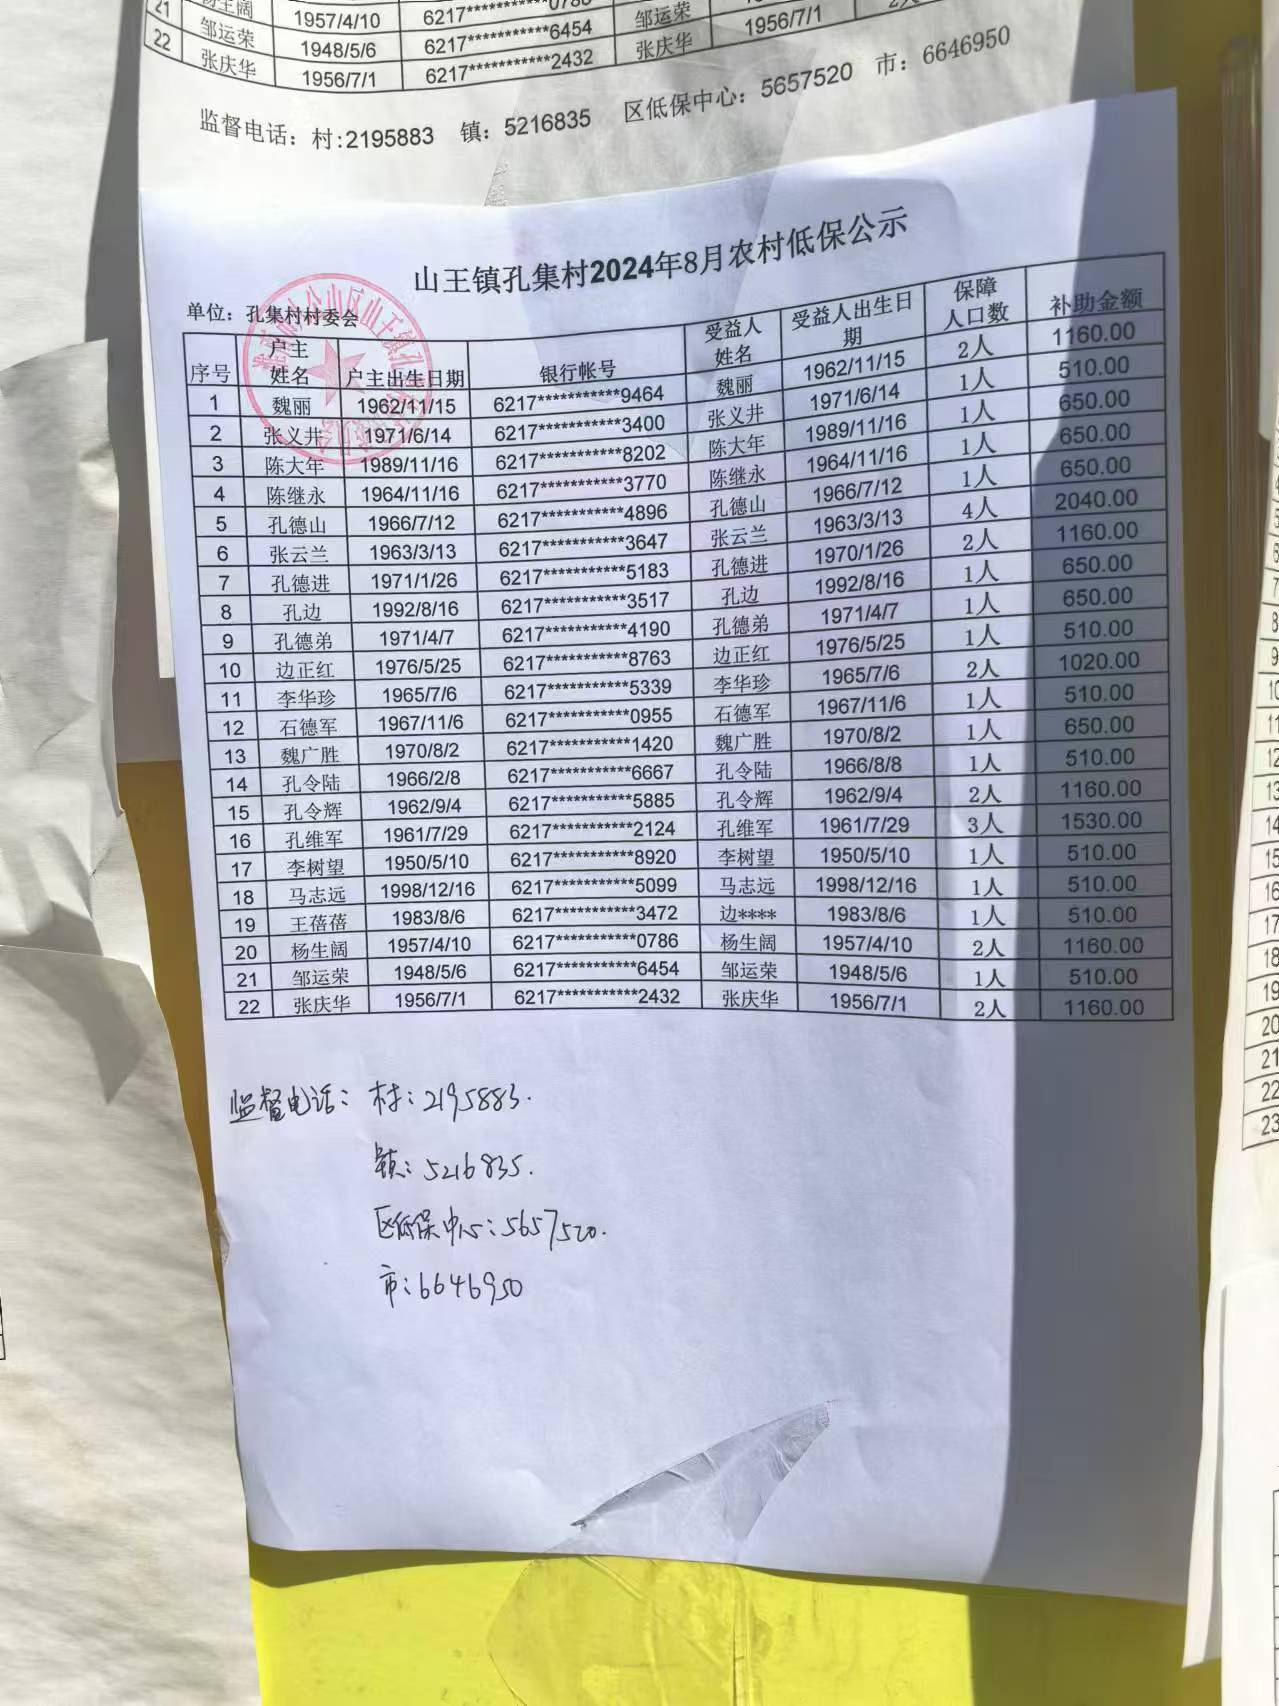 杨生阔 1957/4/10 6217***********0786
21 邹运荣 1948/5/6 6217***********6454 邹运荣 1956/7/1 2人
22 张庆华 1956/7/1 6217***********2432 张庆华
监督电话：村:2195883 镇：5216835 区低保中心：5657520 市：6646950
山王镇孔集村2024年8月农村低保公示
单位：孔集村村委会
序号 户主姓名 户主出生日期 银行帐号 受益人姓名 受益人出生日期 保障人口数 补助金额
1 魏丽 1962/11/15 6217***********9464 魏丽 1962/11/15 2人 1160.00
2 张义井 1971/6/14 6217***********3400 张义井 1971/6/14 1人 510.00
3 陈大年 1989/11/16 6217***********8202 陈大年 1989/11/16 1人 650.00
4 陈继永 1964/11/16 6217***********3770 陈继永 1964/11/16 1人 650.00
5 孔德山 1966/7/12 6217***********4896 孔德山 1966/7/12 1人 650.00
6 张云兰 1963/3/13 6217***********3647 张云兰 1963/3/13 4人 2040.00
7 孔德进 1971/1/26 6217***********5183 孔德进 1970/1/26 2人 1160.00
8 孔边 1992/8/16 6217***********3517 孔边 1992/8/16 1人 650.00
9 孔德弟 1971/4/7 6217***********4190 孔德弟 1971/4/7 1人 650.00
10 边正红 1976/5/25 6217***********8763 边正红 1976/5/25 1人 510.00
11 李华珍 1965/7/6 6217***********5339 李华珍 1965/7/6 2人 1020.00
12 石德军 1967/11/6 6217***********0955 石德军 1967/11/6 1人 510.00
13 魏广胜 1970/8/2 6217***********1420 魏广胜 1970/8/2 1人 650.00
14 孔令陆 1966/2/8 6217***********6667 孔令陆 1966/8/8 1人 510.00
15 孔令辉 1962/9/4 6217***********5885 孔令辉 1962/9/4 2人 1160.00
16 孔维军 1961/7/29 6217***********2124 孔维军 1961/7/29 3人 1530.00
17 李树望 1950/5/10 6217***********8920 李树望 1950/5/10 1人 510.00
18 马志远 1998/12/16 6217***********5099 马志远 1998/12/16 1人 510.00
19 王蓓蓓 1983/8/6 6217***********3472 边**** 1983/8/6 1人 510.00
20 杨生阔 1957/4/10 6217***********0786 杨生阔 1957/4/10 2人 1160.00
21 邹运荣 1948/5/6 6217***********6454 邹运荣 1948/5/6 1人 510.00
22 张庆华 1956/7/1 6217***********2432 张庆华 1956/7/1 2人 1160.00
监督电话：村：2195883.
镇：5216835.
区低保中心：5657520.
市：6646950